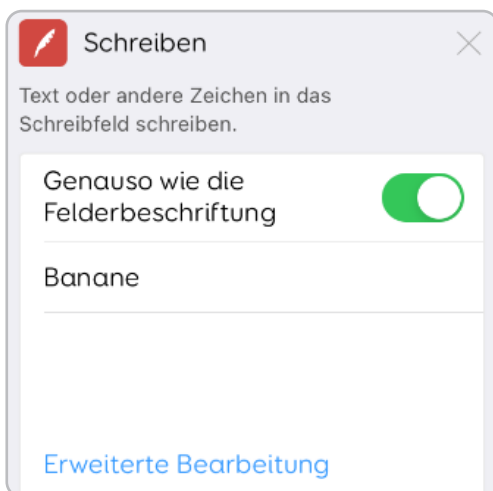 Schreiben
Text oder andere Zeichen in das
Schreibfeld schreiben.
Genauso wie die
Felderbeschriftung
Banane
Erweiterte Bearbeitung